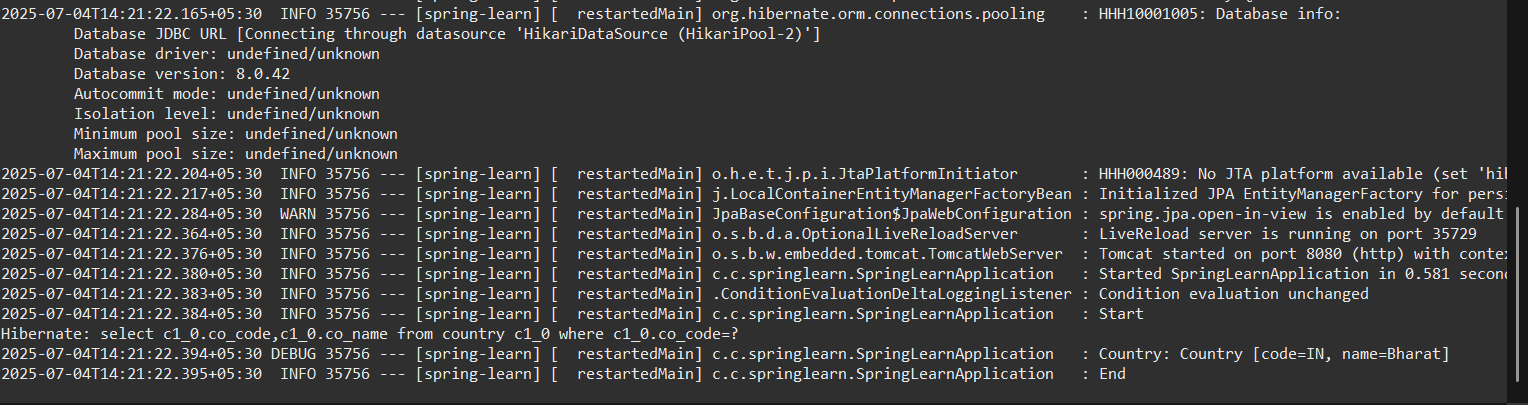 2025-07-04T14:21:22.165+05:30  INFO 35756 --- [spring-learn] [  restartedMain] org.hibernate.orm.connections.pooling    : HHH10001005: Database info:
Database JDBC URL [Connecting through datasource 'HikariDataSource (HikariPool-2)']
Database driver: undefined/unknown
Database version: 8.0.42
Autocommit mode: undefined/unknown
Isolation level: undefined/unknown
Minimum pool size: undefined/unknown
Maximum pool size: undefined/unknown
2025-07-04T14:21:22.204+05:30  INFO 35756 --- [spring-learn] [  restartedMain] o.h.e.t.j.p.i.JtaPlatformInitiator       : HHH000489: No JTA platform available (set 'hil
2025-07-04T14:21:22.217+05:30  INFO 35756 --- [spring-learn] [  restartedMain] j.LocalContainerEntityManagerFactoryBean : Initialized JPA EntityManagerFactory for persi
2025-07-04T14:21:22.284+05:30  WARN 35756 --- [spring-learn] [  restartedMain] JpaBaseConfiguration$JpaWebConfiguration : spring.jpa.open-in-view is enabled by default
2025-07-04T14:21:22.364+05:30  INFO 35756 --- [spring-learn] [  restartedMain] o.s.b.d.a.OptionalLiveReloadServer       : LiveReload server is running on port 35729
2025-07-04T14:21:22.376+05:30  INFO 35756 --- [spring-learn] [  restartedMain] o.s.b.w.embedded.tomcat.TomcatWebServer  : Tomcat started on port 8080 (http) with conte
2025-07-04T14:21:22.380+05:30  INFO 35756 --- [spring-learn] [  restartedMain] c.c.springlearn.SpringLearnApplication   : Started SpringLearnApplication in 0.581 secon
2025-07-04T14:21:22.383+05:30  INFO 35756 --- [spring-learn] [  restartedMain] .ConditionEvaluationDeltaLoggingListener : Condition evaluation unchanged
2025-07-04T14:21:22.384+05:30  INFO 35756 --- [spring-learn] [  restartedMain] c.c.springlearn.SpringLearnApplication   : Start
Hibernate: select c1_0.co_code,c1_0.co_name from country c1_0 where c1_0.co_code=?
2025-07-04T14:21:22.394+05:30 DEBUG 35756 --- [spring-learn] [  restartedMain] c.c.springlearn.SpringLearnApplication   : Country: Country [code=IN, name=Bharat]
2025-07-04T14:21:22.395+05:30  INFO 35756 --- [spring-learn] [  restartedMain] c.c.springlearn.SpringLearnApplication   : End